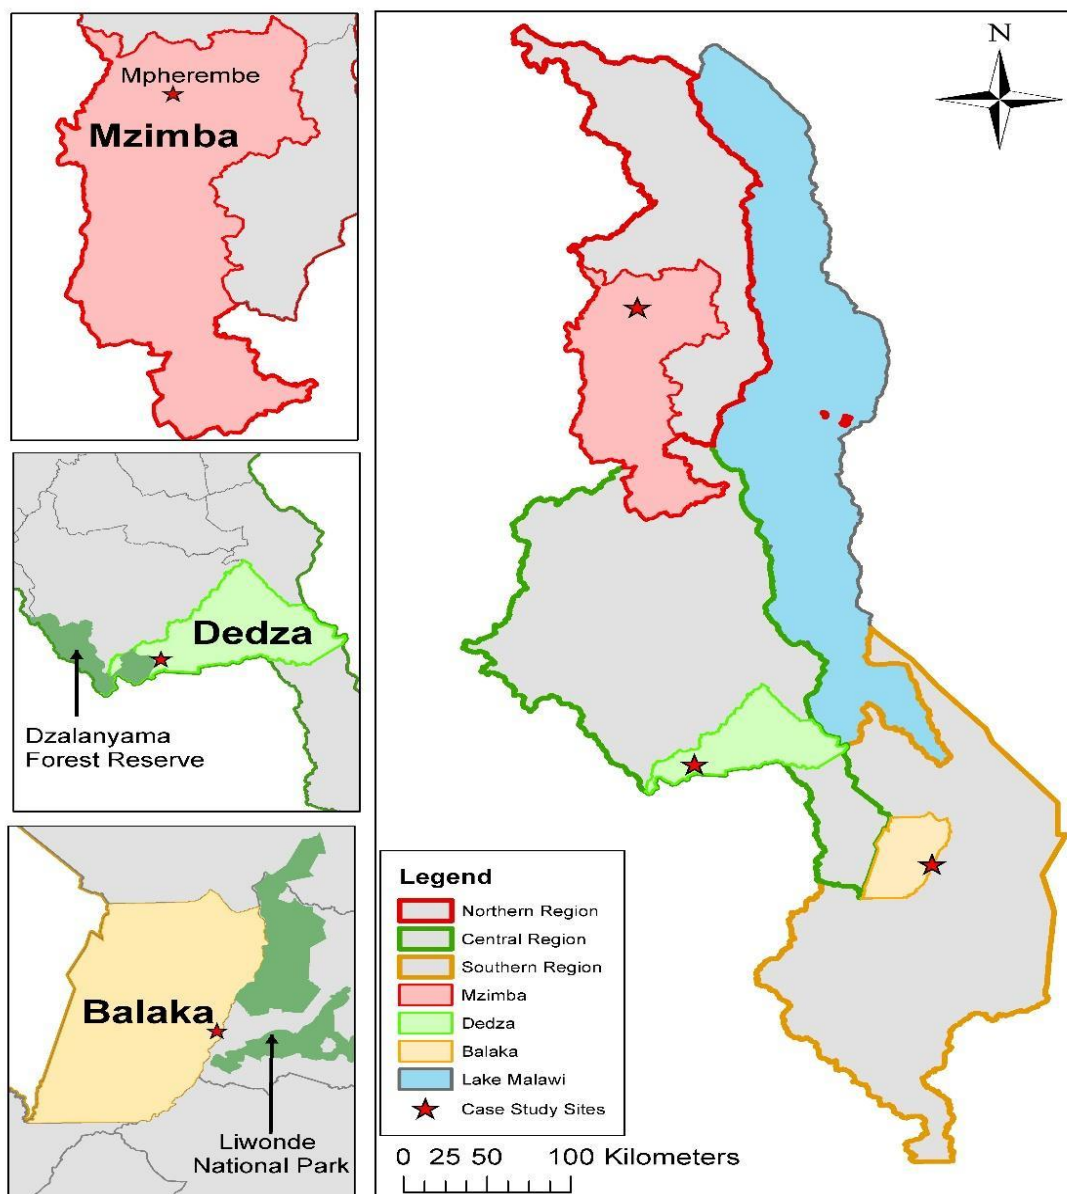 Mpherembe
Mzimba
Dedza
Dzalanyama
Forest Reserve
Balaka
Liwonde
National Park
N
Legend
Northern Region
Central Region
Southern Region
Mzimba
Dedza
Balaka
Lake Malawi
Case Study Sites
0 25 50 100 Kilometers